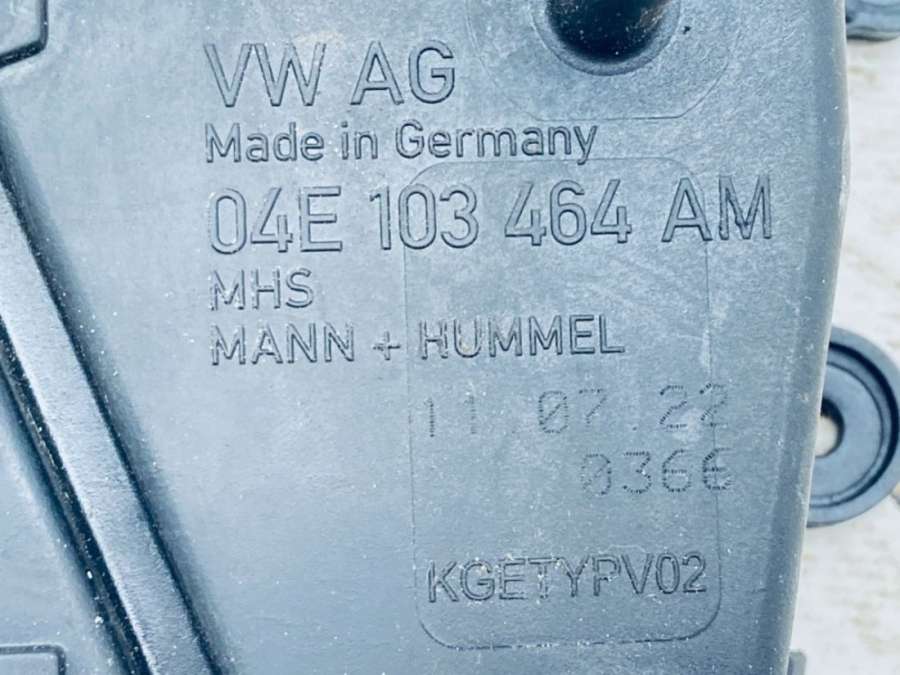 VW AG
Made in Germany
04E 103 464 AM
MHS
MANN + HUMMEL
11.07.22
0366
KGETYPV02